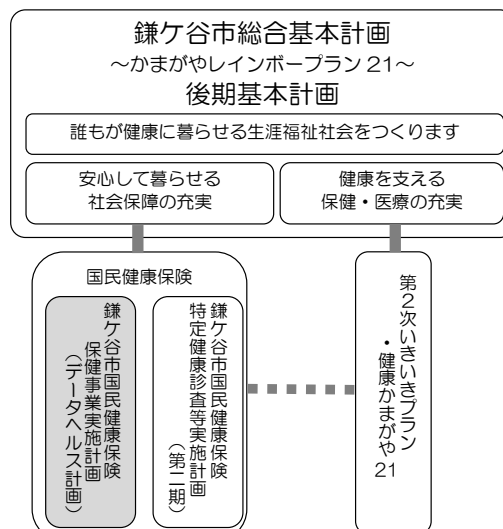 鎌ケ谷市総合基本計画
～かまがやレインボープラン 21～
後期基本計画
誰もが健康に暮らせる生涯福祉社会をつくります
安心して暮らせる
社会保障の充実
健康を支える
保健・医療の充実
国民健康保険
鎌ケ谷市国民健康保険
保健事業実施計画
（データヘルス計画）
鎌ケ谷市国民健康保険
特定健康診査等実施計画
（第二期）
第２次いきいきプラン
・健康かまがや 21